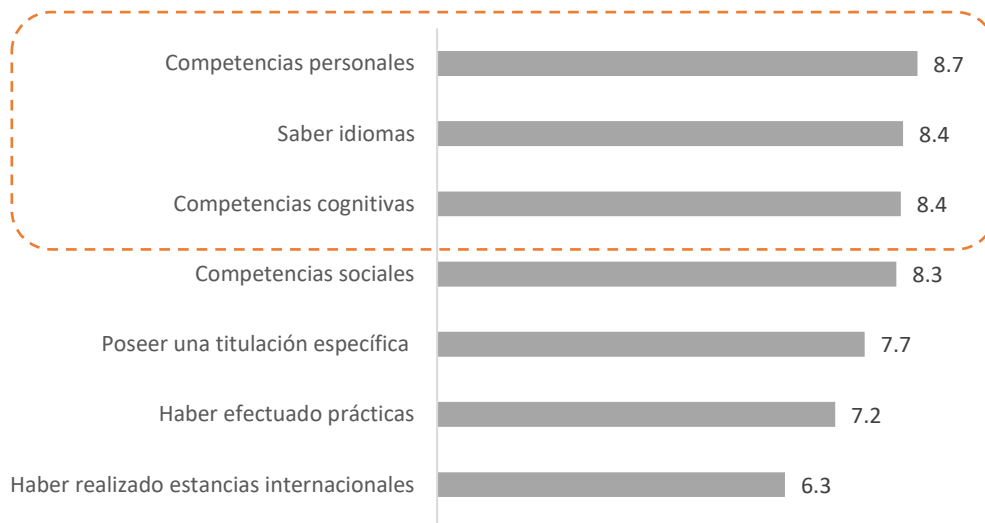 Competencias personales 8.7
Saber idiomas 8.4
Competencias cognitivas 8.4
Competencias sociales 8.3
Poseer una titulación específica 7.7
Haber efectuado prácticas 7.2
Haber realizado estancias internacionales 6.3